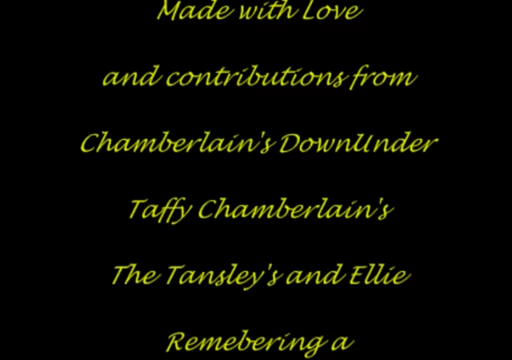 Made with Love
and contributions from
Chamberlain's DownUnder
Taffy Chamberlain's
The Tansley's and Ellie
Remebering a